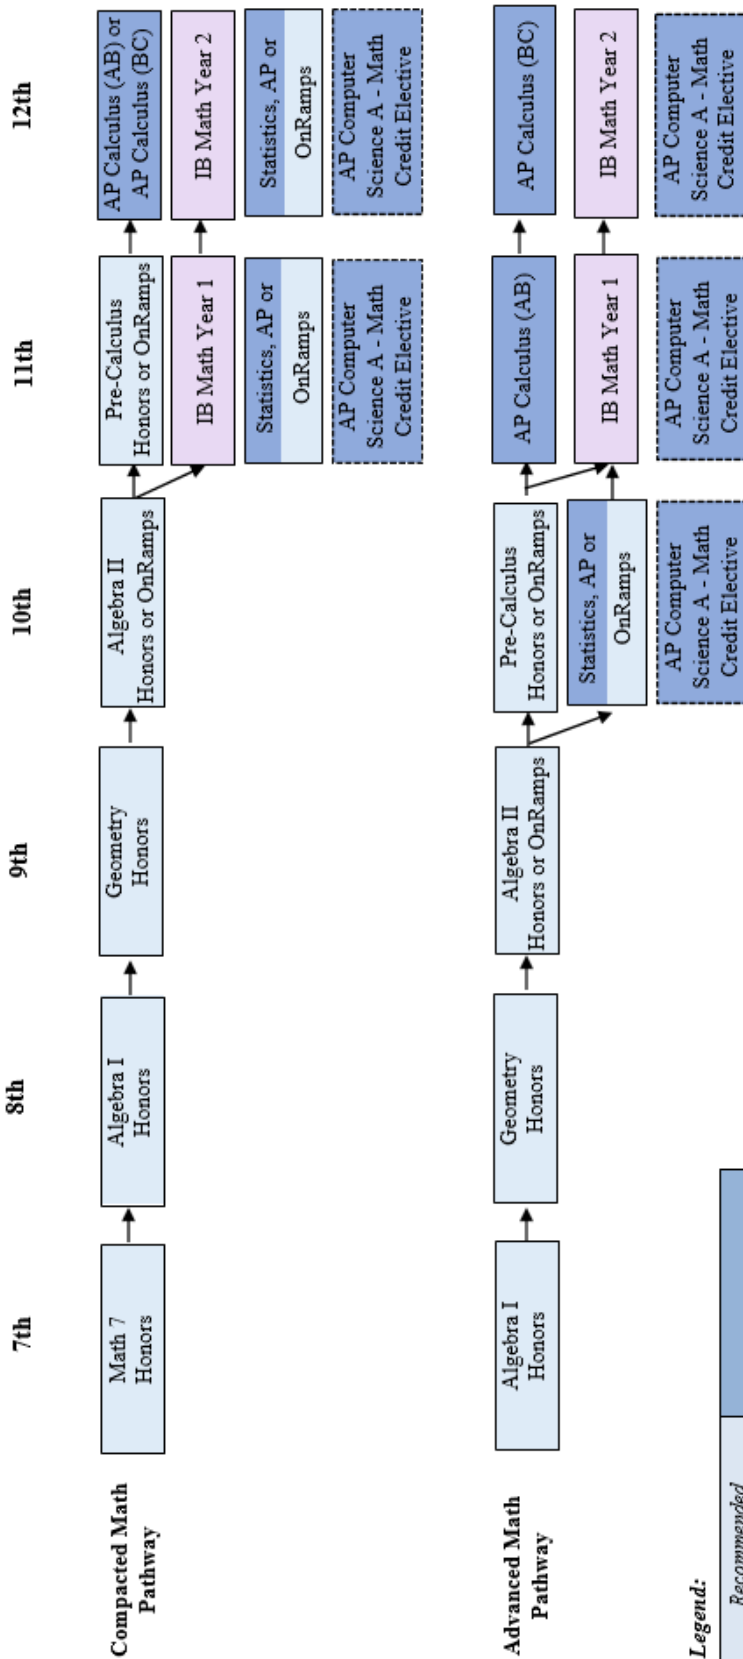 7th
8th
9th
10th
11th
12th
Compacted Math
Pathway
Math 7
Honors
Algebra I
Honors
Geometry
Honors
Algebra II
Honors or OnRamps
Pre-Calculus
Honors or OnRamps
AP Calculus (AB) or
AP Calculus (BC)
IB Math Year 1
IB Math Year 2
Statistics, AP or
OnRamps
Statistics, AP or
OnRamps
AP Computer
Science A - Math
Credit Elective
AP Computer
Science A - Math
Credit Elective
Advanced Math
Pathway
Algebra I
Honors
Geometry
Honors
Algebra II
Honors or OnRamps
Pre-Calculus
Honors or OnRamps
AP Calculus (AB)
AP Calculus (BC)
Statistics, AP or
OnRamps
IB Math Year 1
IB Math Year 2
AP Computer
Science A - Math
Credit Elective
AP Computer
Science A - Math
Credit Elective
AP Computer
Science A - Math
Credit Elective
Legend:
Recommended